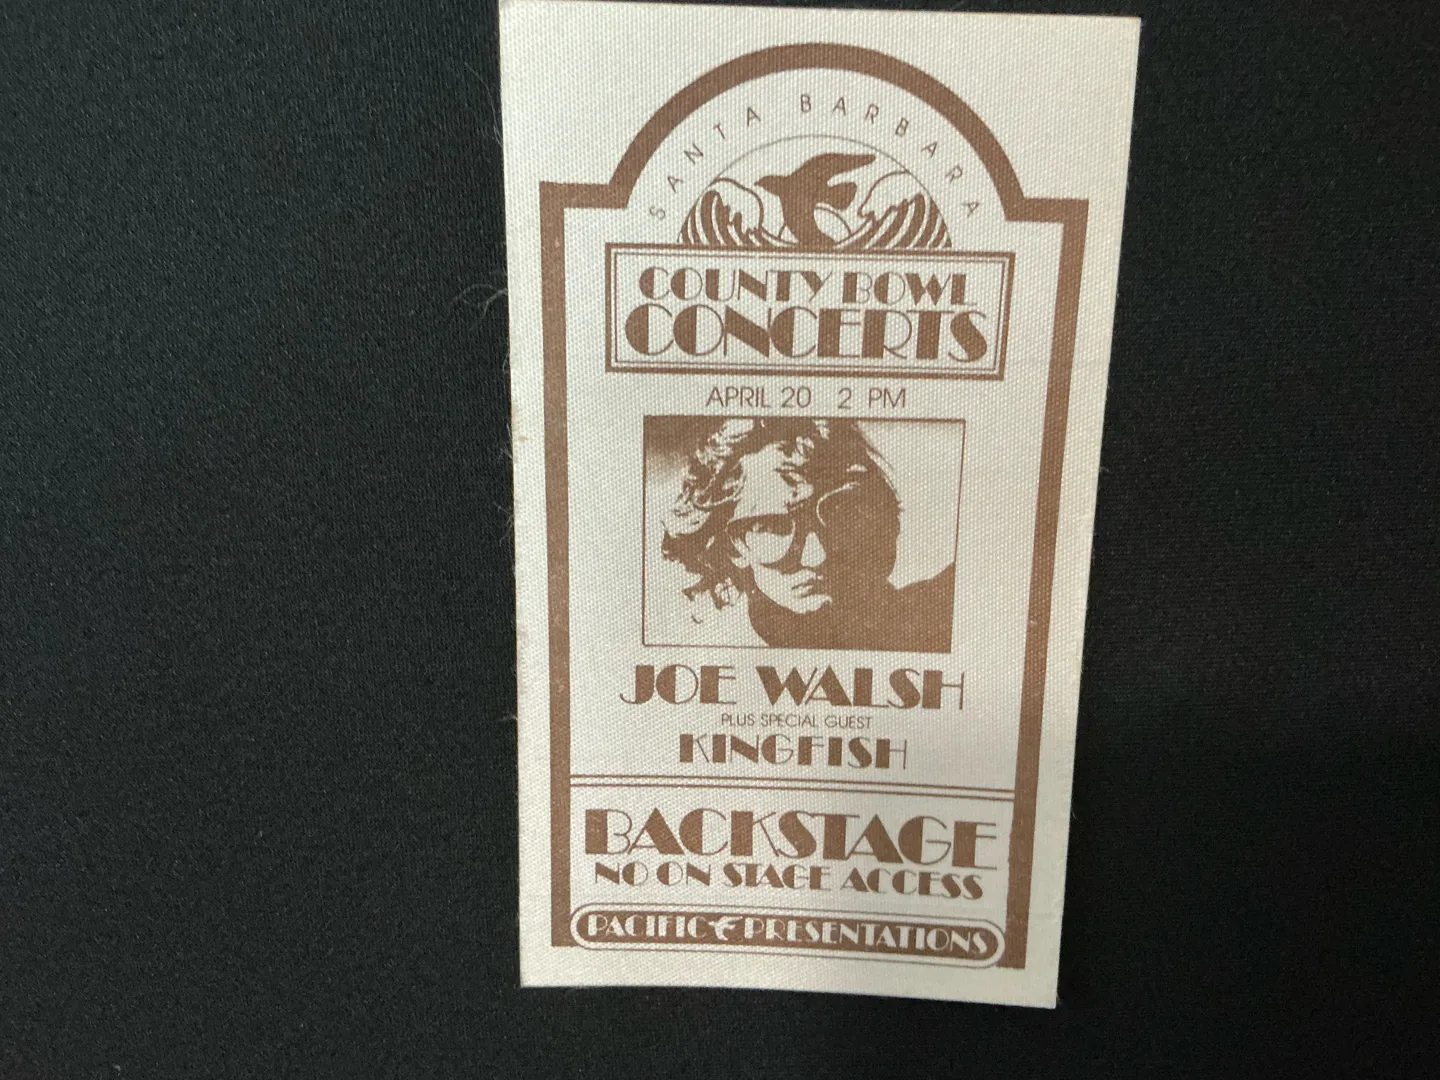 SANTA BARBARA
COUNTY BOWL
CONCERTS
APRIL 20 2 PM
JOE WALSH
PLUS SPECIAL GUEST
KINGFISH
BACKSTAGE
NO ON STAGE ACCESS
PACIFIC PRESENTATIONS